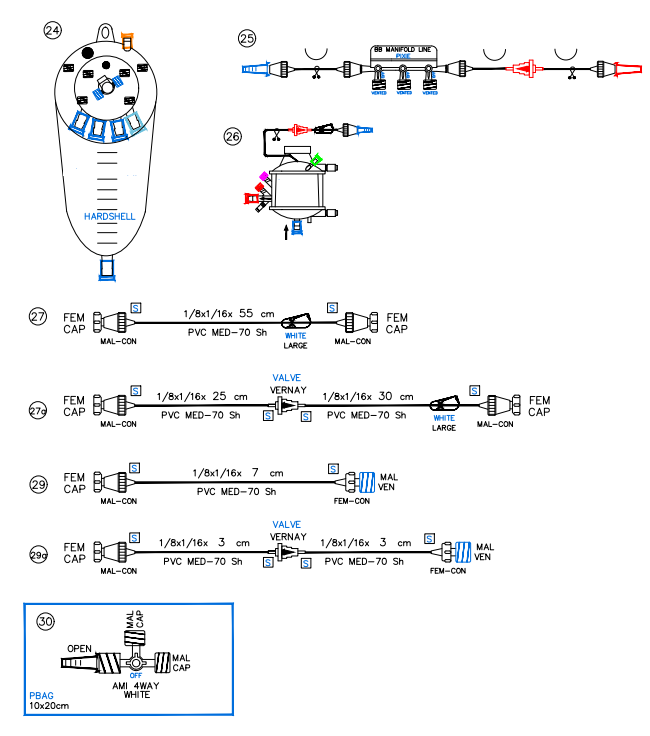 24
HARDSHELL
25
BB MANIFOLD LINE
PIXIE
VENTED VENTED VENTED
26
27
FEM
CAP
MAL-CON
S
1/8x1/16x 55 cm
PVC MED-70 Sh
WHITE
LARGE
S
MAL-CON
FEM
CAP
27a
FEM
CAP
MAL-CON
S
1/8x1/16x 25 cm
PVC MED-70 Sh
VALVE
VERNAY
S
S
1/8x1/16x 30 cm
PVC MED-70 Sh
WHITE
LARGE
S
MAL-CON
FEM
CAP
29
FEM
CAP
MAL-CON
S
1/8x1/16x 7 cm
PVC MED-70 Sh
S
FEM-CON
MAL
VEN
29a
FEM
CAP
MAL-CON
S
1/8x1/16x 3 cm
PVC MED-70 Sh
VALVE
VERNAY
S
S
1/8x1/16x 3 cm
PVC MED-70 Sh
S
FEM-CON
MAL
VEN
30
MAL
CAP
OPEN
MAL
CAP
OFF
AMI 4WAY
WHITE
PBAG
10x20cm